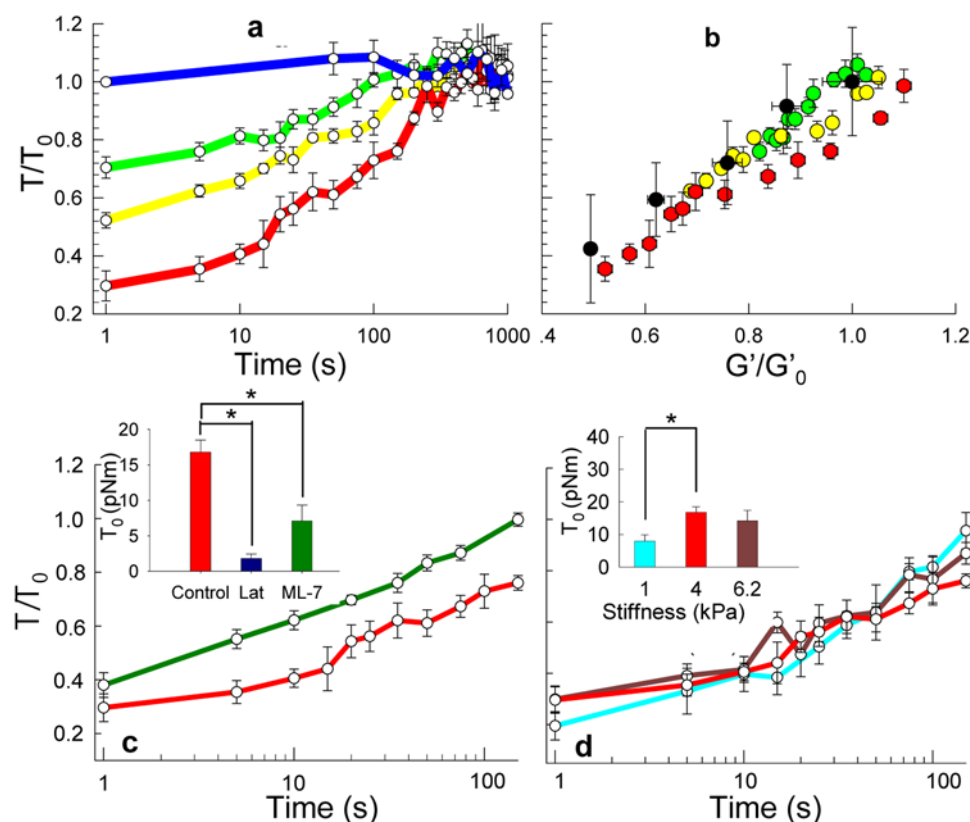 a
b
T/T0
1.2
1.0
0.8
0.6
0.4
0.2
1
10
100
1000
Time (s)
.4
0.6
0.8
1.0
1.2
G'/G'0
c
d
T/T0
1.2
1.0
0.8
0.6
0.4
0.2
1
10
100
Time (s)
T0 (pNm)
20
15
10
5
0
*
*
Control Lat ML-7
T0 (pNm)
40
30
20
10
0
*
1 4 6.2
Stiffness (kPa)
1
10
100
Time (s)